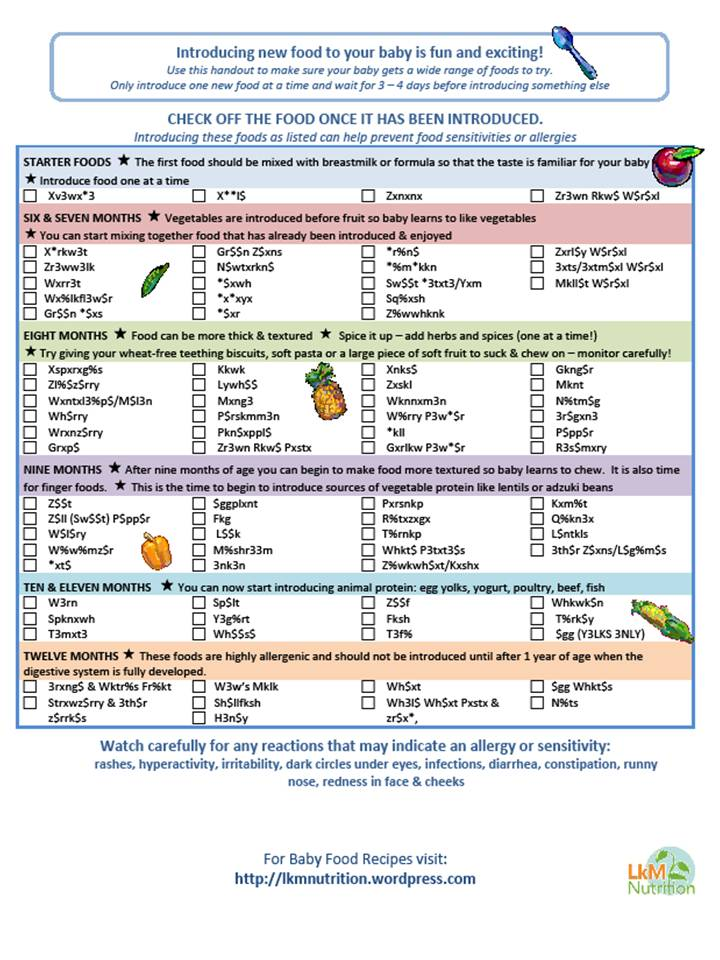 Introducing new food to your baby is fun and exciting!
Use this handout to make sure your baby gets a wide range of foods to try.
Only introduce one new food at a time and wait for 3 – 4 days before introducing something else
CHECK OFF THE FOOD ONCE IT HAS BEEN INTRODUCED.
Introducing these foods as listed can help prevent food sensitivities or allergies
STARTER FOODS ★ The first food should be mixed with breastmilk or formula so that the taste is familiar for your baby
★ Introduce food one at a time
Xv3wx*3 X**l$ Zxnxnx Zr3wn Rkw$ W$r$xl
SIX & SEVEN MONTHS ★ Vegetables are introduced before fruit so baby learns to like vegetables
★ You can start mixing together food that has already been introduced & enjoyed
X*rkw3t Gr$$n Z$xns *r%n$ Zxrl$y W$r$xl
Zr3ww3lk N$wtxrkn$ *%m*kkn 3xts/3xtm$xl W$r$xl
Wxrr3t *$xwh Sw$$t *3txt3/Yxm Mkll$t W$r$xl
Wx%lkfl3w$r *x*xyx Sq%xsh
Gr$$n *$xs *$xr Z%wwhknk
EIGHT MONTHS ★ Food can be more thick & textured ★ Spice it up – add herbs and spices (one at a time!)
★ Try giving your wheat-free teething biscuits, soft pasta or a large piece of soft fruit to suck & chew on – monitor carefully!
Xspxrxg%s Kkwk Xnks$ Gkng$r
Zl%$z$rry Lywh$$ Zxskl Mknt
Wxntxl3%p$/M$l3n Mxng3 Wknnxm3n N%tm$g
Wh$rry P$rskmm3n W%rry P3w*$r 3r$gxn3
Wrxnz$rry Pkn$xppl$ *kll P$pp$r
Grxp$ Zr3wn Rkw$ Pxstx Gxrlkw P3w*$r R3s$mxry
NINE MONTHS ★ After nine months of age you can begin to make food more textured so baby learns to chew. It is also time
for finger foods. ★ This is the time to begin to introduce sources of vegetable protein like lentils or adzuki beans
Z$$t $ggplxnt Pxrsnkp Kxm%t
Z$ll (Sw$$t) P$pp$r Fkg R%txzxgx Q%kn3x
W$l$ry L$$k T%rnkp L$ntkls
W%w%mz$r M%shr33m Whkt$ P3txt3$s 3th$r Z$xns/L$g%m$s
*xt$ 3nk3n Z%wkwh$xt/Kxshx
TEN & ELEVEN MONTHS ★ You can now start introducing animal protein: egg yolks, yogurt, poultry, beef, fish
W3rn Sp$lt Z$$f Whkwk$n
Spknxwh Y3g%rt Fksh T%rk$y
T3mxt3 Wh$$s$ T3f% $gg (Y3LKS 3NLY)
TWELVE MONTHS ★ These foods are highly allergenic and should not be introduced until after 1 year of age when the
digestive system is fully developed.
3rxng$ & Wktr%s Fr%kt W3w's Mklk Wh$xt $gg Whkt$
Strxwz$rry & 3th$r Sh$llfksh Wh3l$ Wh$xt Pxstx & N%ts
z$rrk$s H3n$y zr$x*,
Watch carefully for any reactions that may indicate an allergy or sensitivity:
rashes, hyperactivity, irritability, dark circles under eyes, infections, diarrhea, constipation, runny
nose, redness in face & cheeks
For Baby Food Recipes visit:
http://lkmnutrition.wordpress.com
LkM
Nutrition